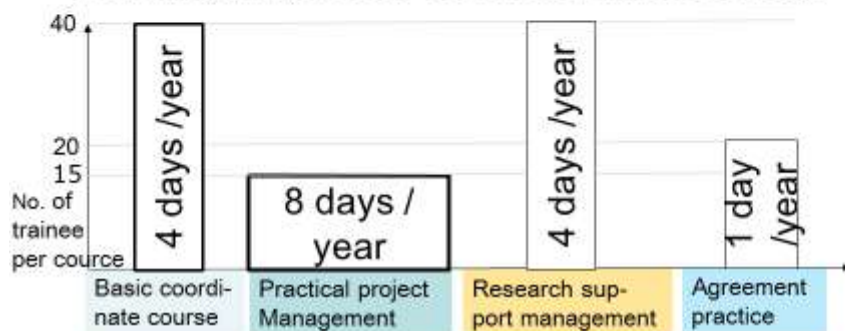 40
4 days /year
4 days /year
20
15
1 day
/year
8 days /
year
No. of
trainee
per cource
Basic coordi-
nate course
Practical project
Management
Research sup-
port management
Agreement
practice